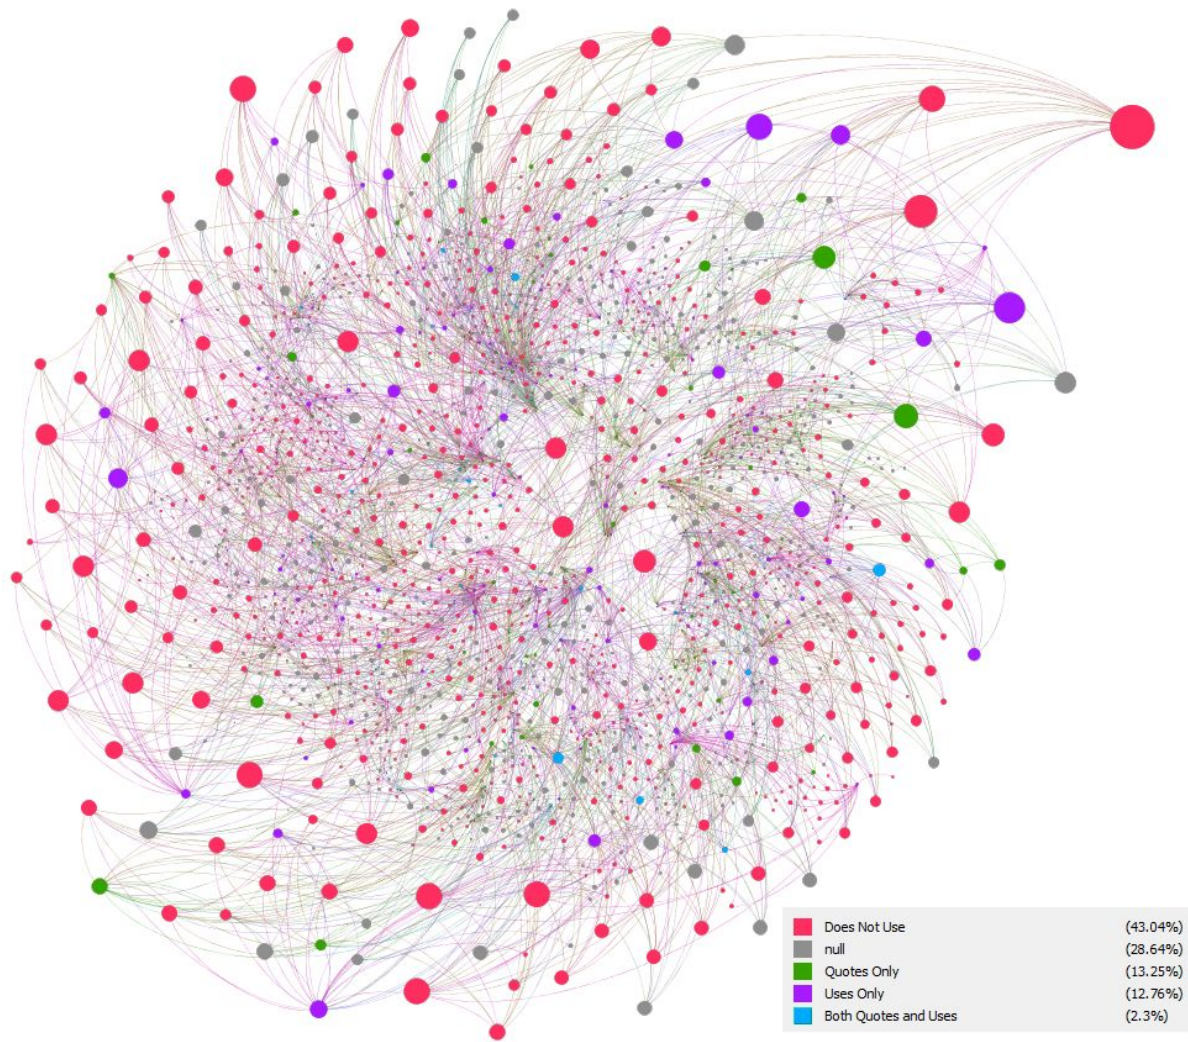 Does Not Use (43.04%)
null (28.64%)
Quotes Only (13.25%)
Uses Only (12.76%)
Both Quotes and Uses (2.3%)